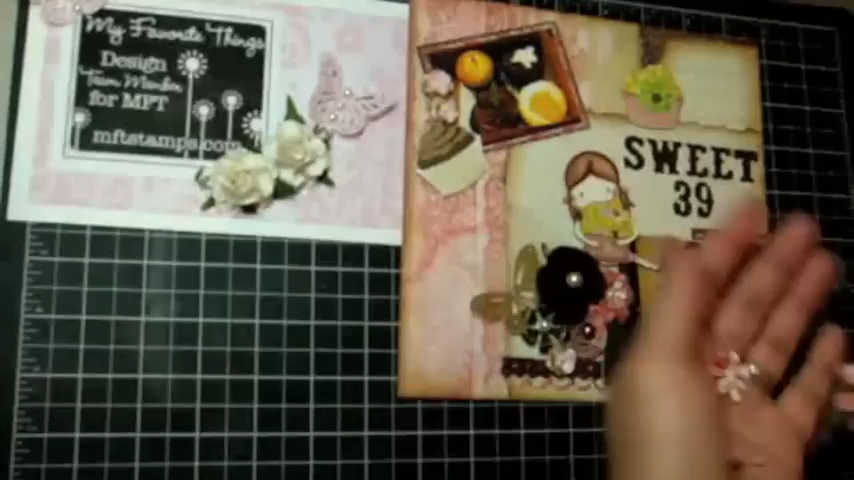 My Favorite Things
Design
Team Member
for MFT
mftstamps.com
SWEET
39